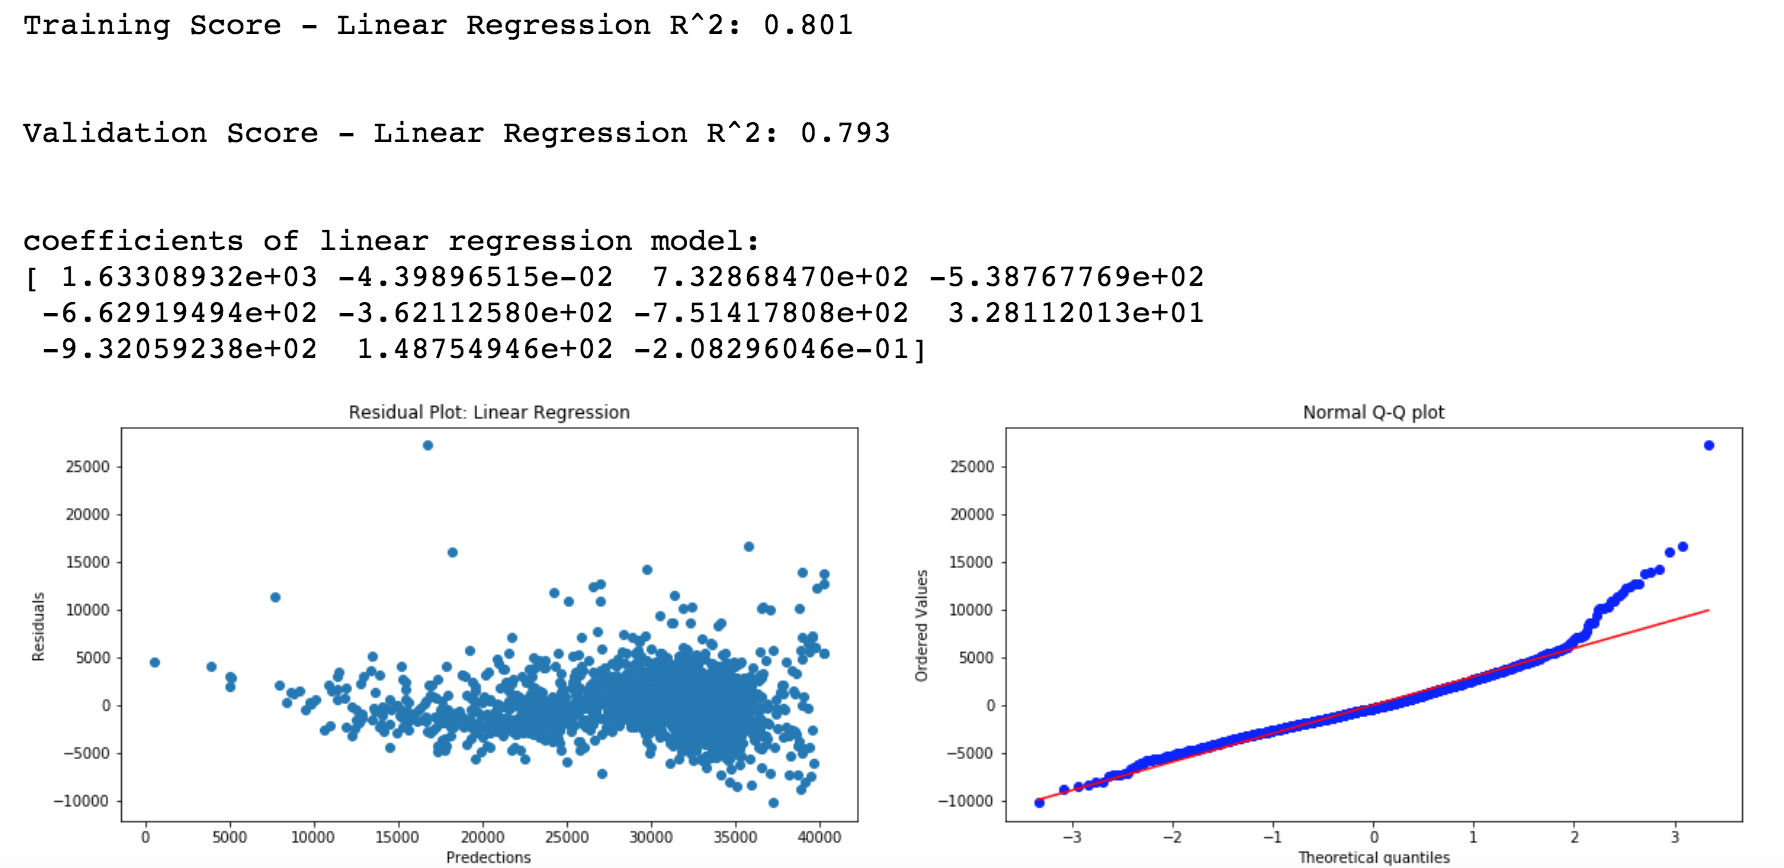 Training Score - Linear Regression R^2: 0.801
Validation Score - Linear Regression R^2: 0.793
coefficients of linear regression model:
[ 1.63308932e+03 -4.39896515e-02  7.32868470e+02 -5.38767769e+02
-6.62919494e+02 -3.62112580e+02 -7.51417808e+02  3.28112013e+01
-9.32059238e+02  1.48754946e+02 -2.08296046e-01]
Residual Plot: Linear Regression
25000
20000
15000
10000
5000
0
−5000
−10000
Residuals
0 5000 10000 15000 20000 25000 30000 35000 40000
Predections
Normal Q-Q plot
25000
20000
15000
10000
5000
0
−5000
−10000
Ordered Values
−3 −2 −1 0 1 2 3
Theoretical quantiles